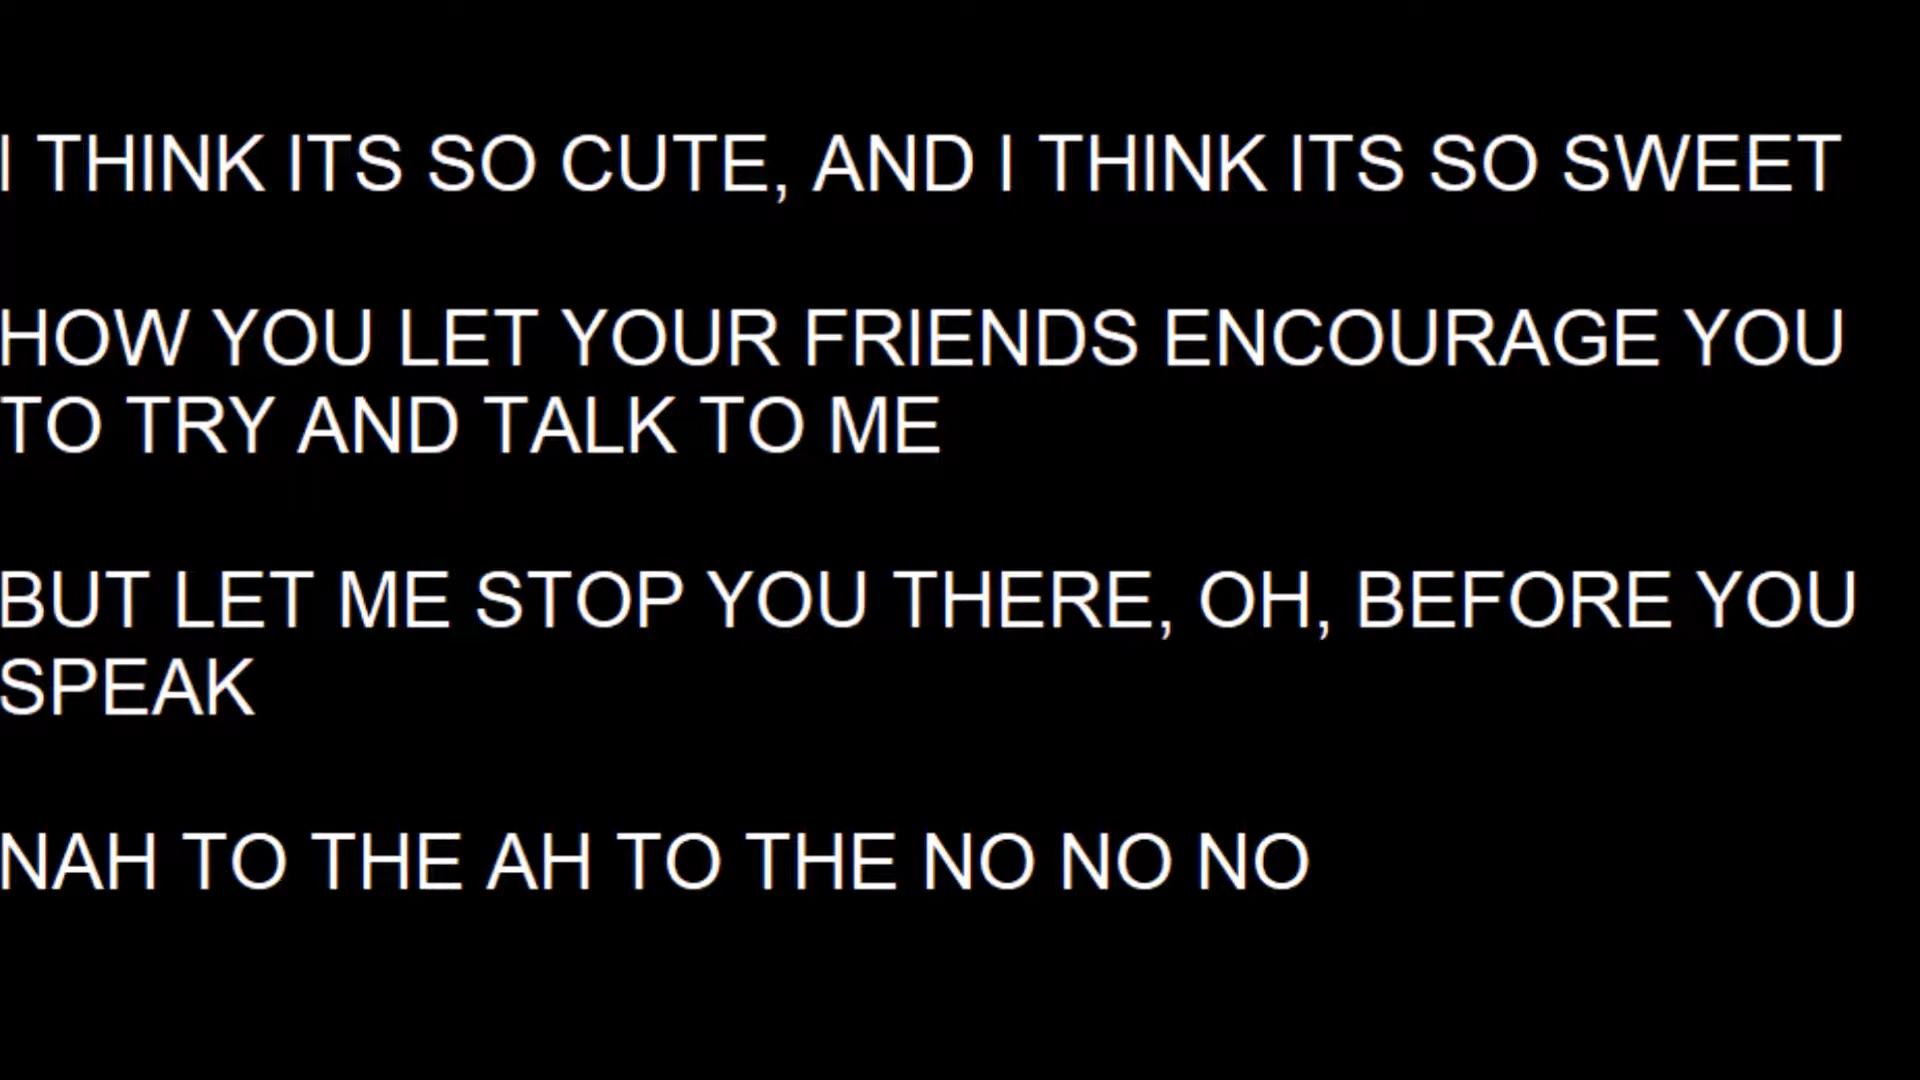 I THINK ITS SO CUTE, AND I THINK ITS SO SWEET
HOW YOU LET YOUR FRIENDS ENCOURAGE YOU
TO TRY AND TALK TO ME
BUT LET ME STOP YOU THERE, OH, BEFORE YOU
SPEAK
NAH TO THE AH TO THE NO NO NO